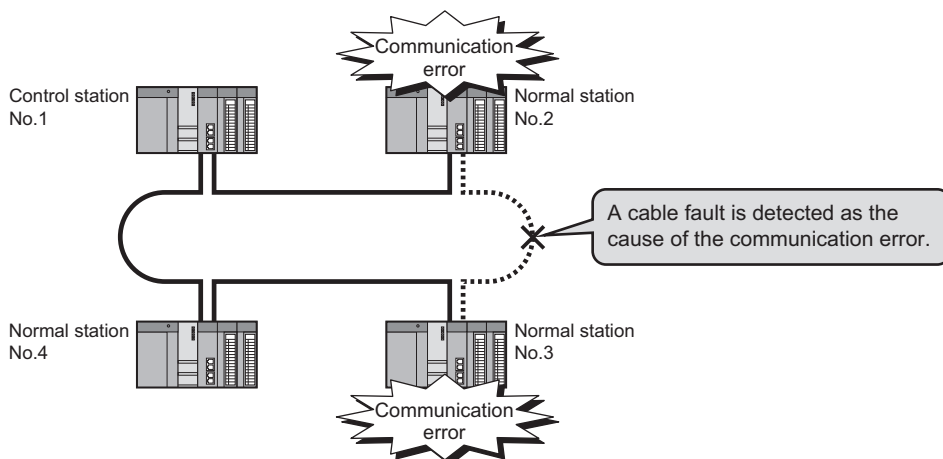 Communication
error
Control station
No.1
Normal station
No.2
A cable fault is detected as the
cause of the communication error.
Normal station
No.4
Normal station
No.3
Communication
error